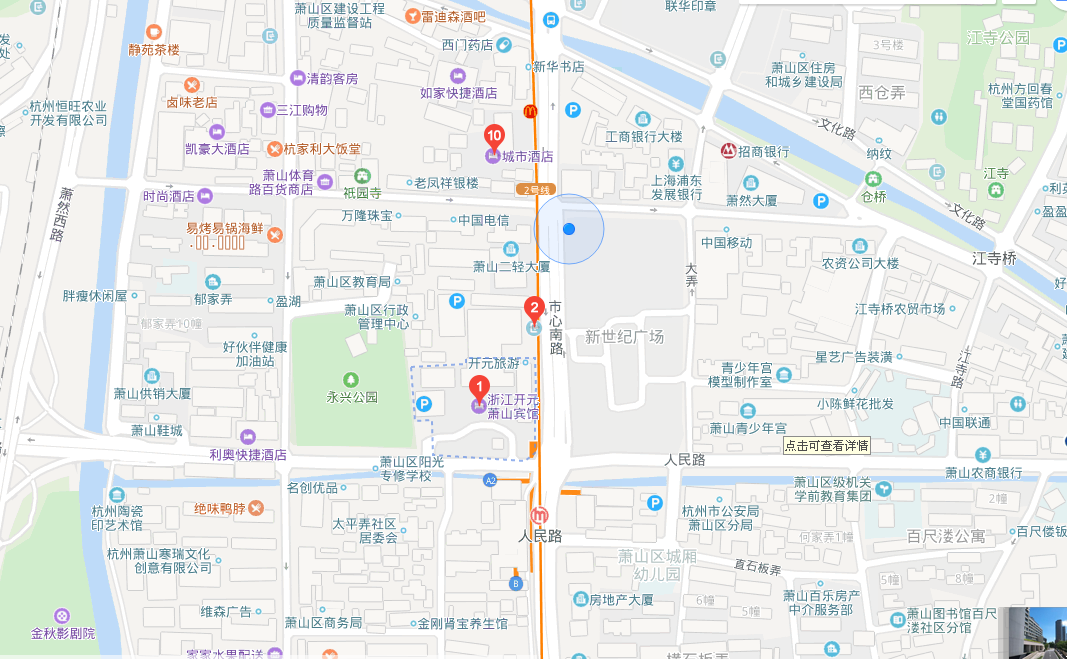 萧山区建设工程
质量监督站
雷迪森酒吧
联华印章
静苑茶楼
西门药店
新华书店
3号楼
江寺公园
清韵客房
如家快捷酒店
萧山区住房
和城乡建设局
西仓弄
杭州方回春
堂国药馆
杭州恒旺农业
开发有限公司
卤味老店
三江购物
工商银行大楼
文化路
凯豪大酒店
杭家利大饭堂
10
城市酒店
招商银行
纳纹
萧山体育
路百货商店
祗园寺
老凤祥银楼
2号线
上海浦东
发展银行
萧然大厦
仓桥
江寺
时尚酒店
万隆珠宝
中国电信
文化路
萧然西路
易烤易锅海鲜
中国移动
农资公司大楼
江寺桥
萧山二轻大厦
大弄
萧山区教育局
胖瘦休闲屋
郁家弄
盈湖
萧山区行政
管理中心
2
市心南路
新世纪广场
江寺桥农贸市场
郁家弄10幢
好伙伴健康
加油站
开元旅游
青少年宫
模型制作室
星艺广告装潢
江寺路
萧山供销大厦
永兴公园
1
浙江开元
萧山宾馆
小陈鲜花批发
萧山青少年宫
中国联通
萧山鞋城
利奥快捷酒店
点击可查看详情
萧山区阳光
专修学校
人民路
萧山农商银行
名创优品
A2
萧山区级机关
学前教育集团
2幢
杭州陶瓷
印艺术馆
绝味鸭脖
太平弄社区
居委会
人民路
杭州市公安局
萧山区分局
何家弄1幢
百尺溇公寓
百尺偻钣
杭州萧山寒瑞文化
创意有限公司
萧山区城厢
幼儿园
直石板弄
5幢
8幢
B
房地产大厦
6幢
5幢
萧山百乐房产
中介服务部
维森广告
萧山区商务局
金刚肾宝养生馆
萧山图书馆百尺
溇社区分馆
金秋影剧院
家家水果配送
横石板弄